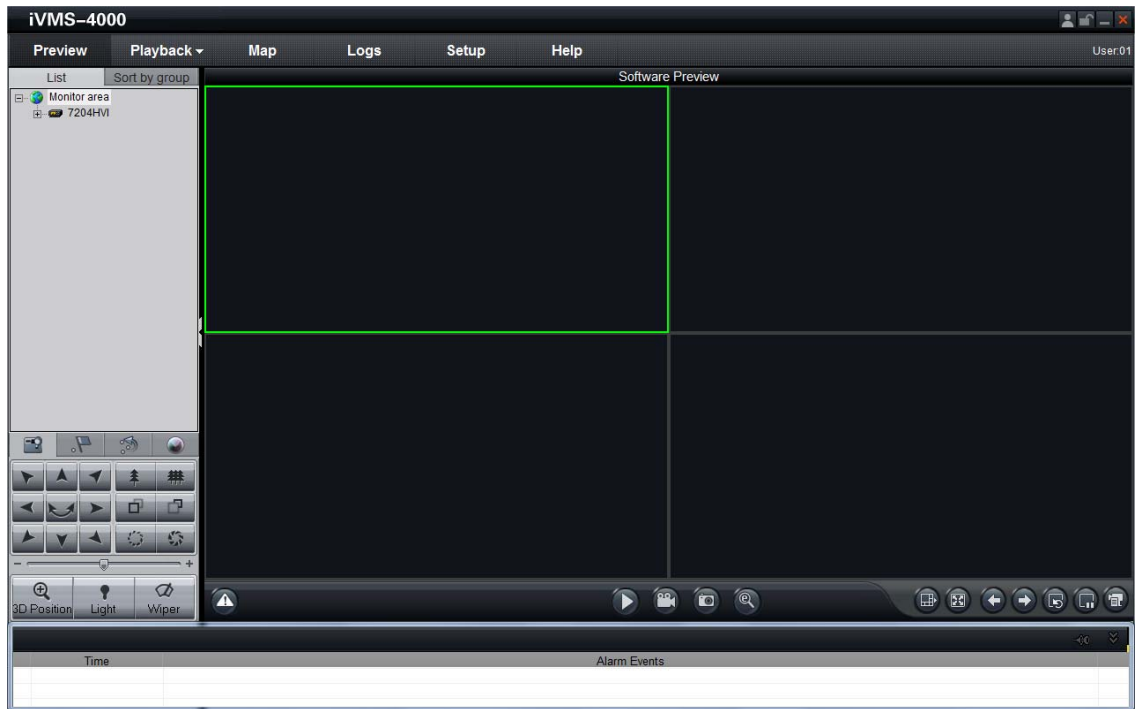 iVMS-4000
Preview Playback Map Logs Setup Help User:01
List Sort by group Software Preview
Monitor area
7204HVI
- +
3D Position Light Wiper
Time Alarm Events